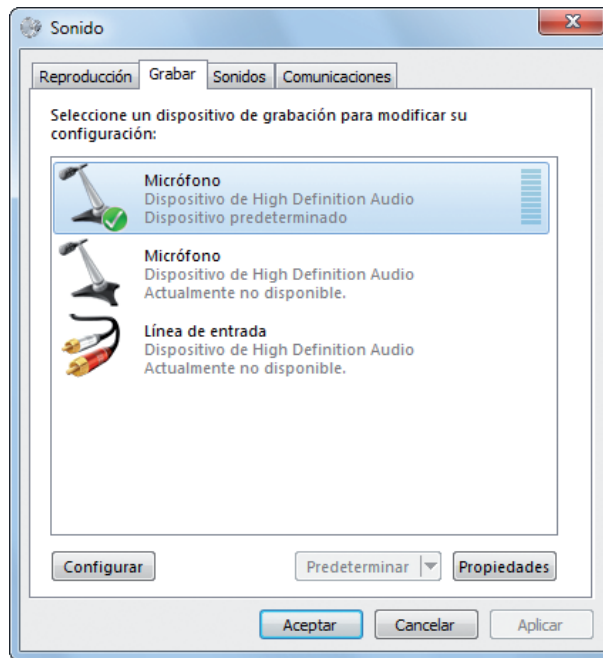 Sonido
Reproducción Grabar Sonidos Comunicaciones
Seleccione un dispositivo de grabación para modificar su
configuración:
Micrófono
Dispositivo de High Definition Audio
Dispositivo predeterminado
Micrófono
Dispositivo de High Definition Audio
Actualmente no disponible.
Línea de entrada
Dispositivo de High Definition Audio
Actualmente no disponible.
Configurar Predeterminar Propiedades
Aceptar Cancelar Aplicar